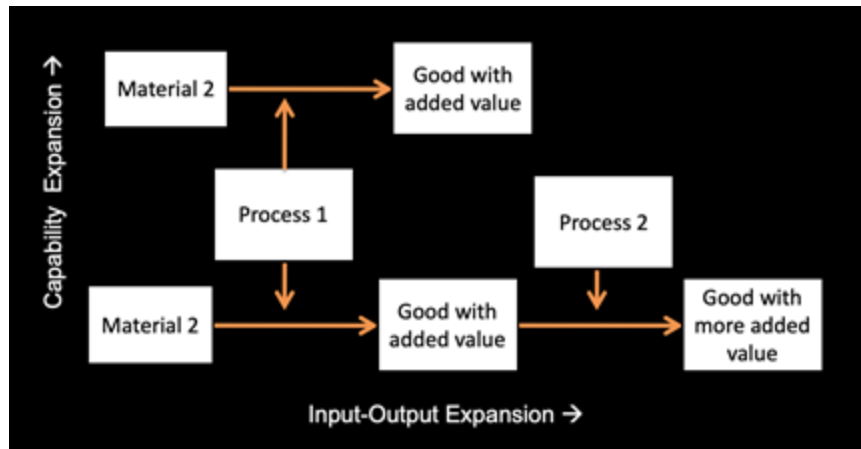 Capability Expansion →
Material 2
Good with
added value
Process 1
Process 2
Material 2
Good with
added value
Good with
more added
value
Input-Output Expansion →